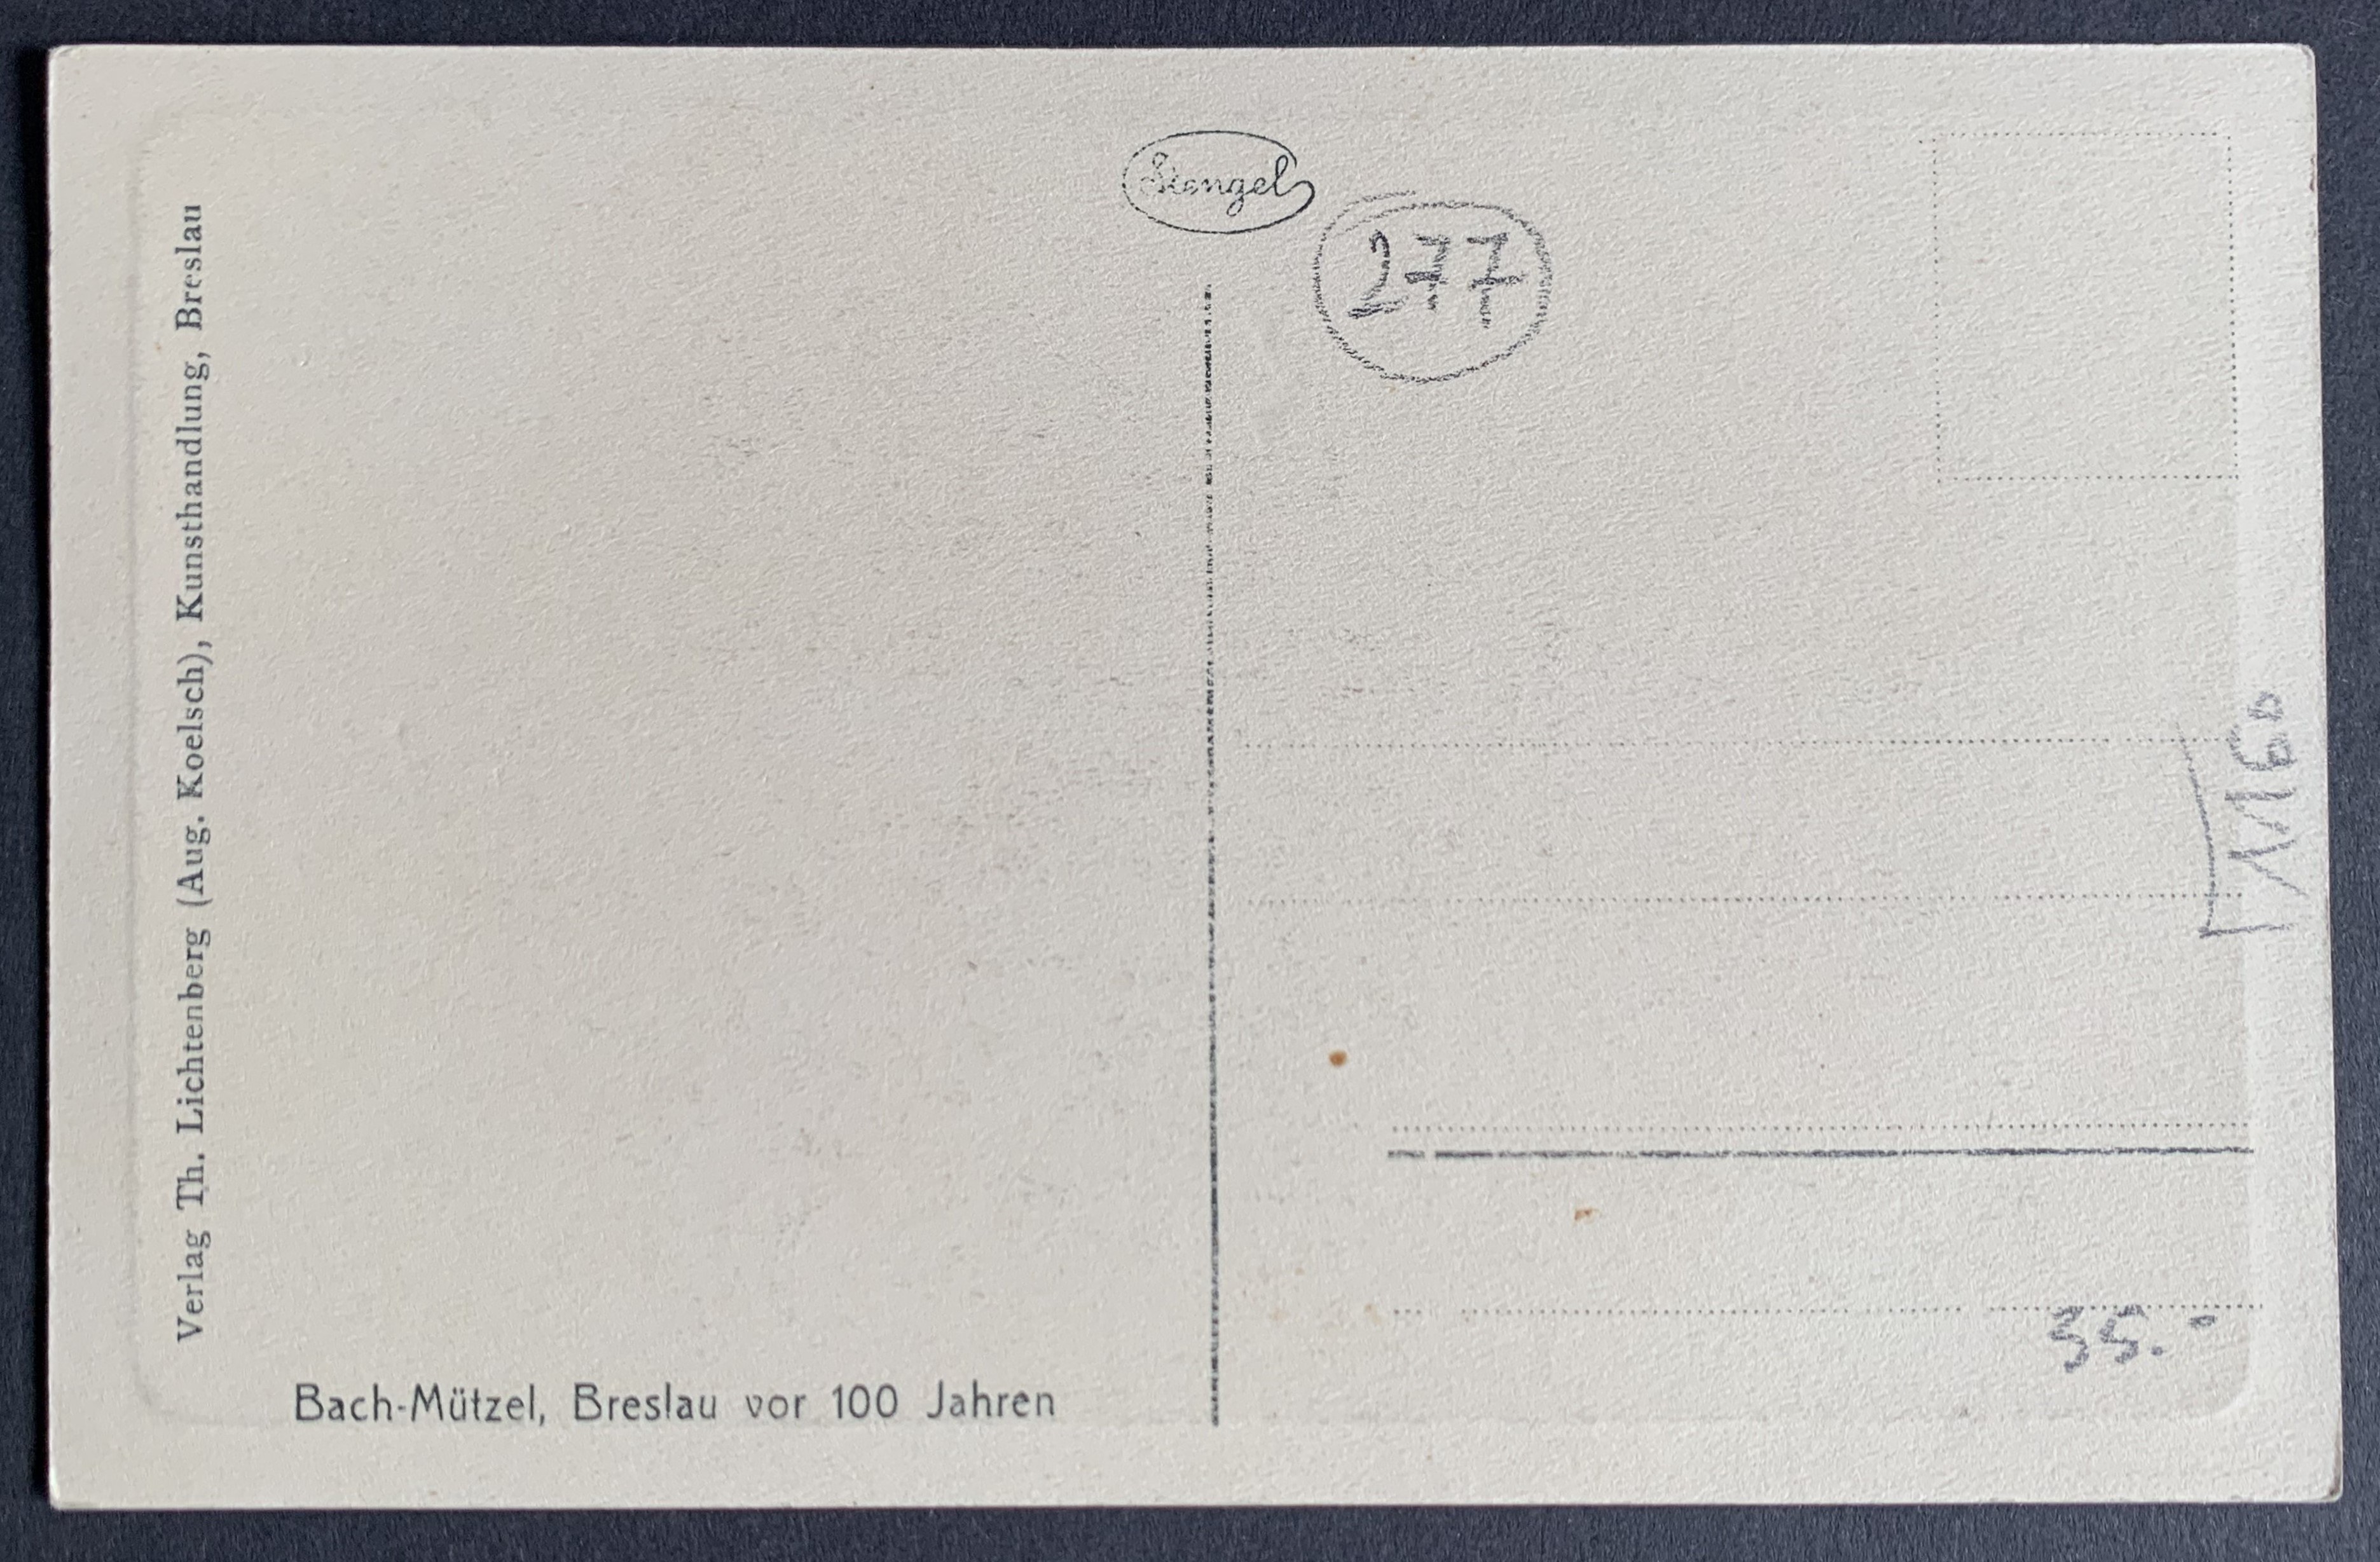 Verlag Th. Lichtenberg (Aug. Koelsch), Kunsthandlung, Breslau
Stengel
277
35.-
Bach-Mützel, Breslau vor 100 Jahren